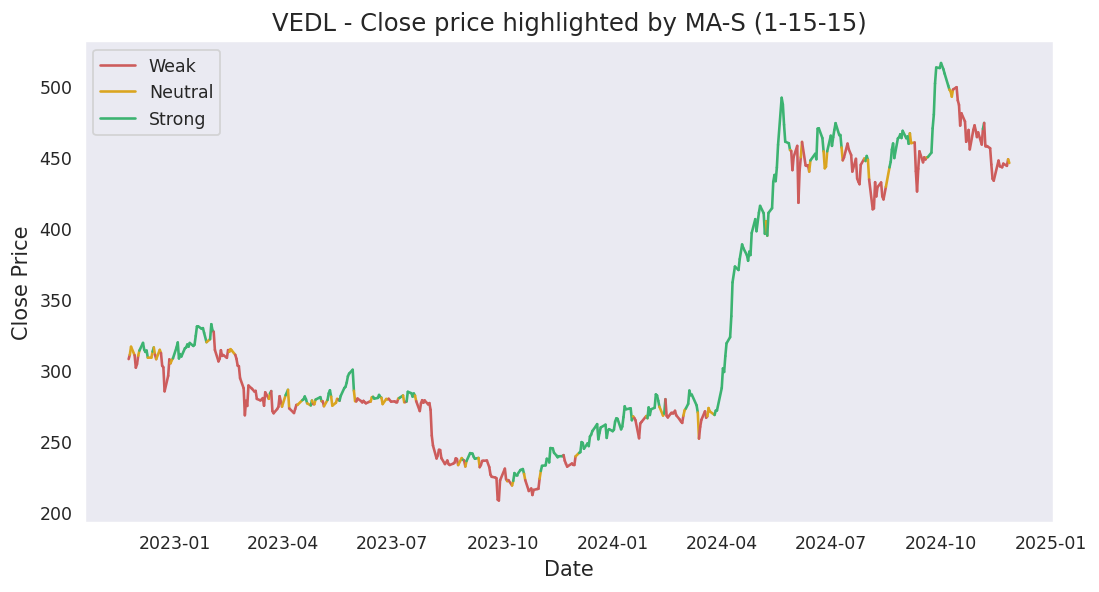 VEDL - Close price highlighted by MA-S (1-15-15)
Weak
Neutral
Strong
Close Price
500
450
400
350
300
250
200
2023-01 2023-04 2023-07 2023-10 2024-01 2024-04 2024-07 2024-10 2025-01
Date